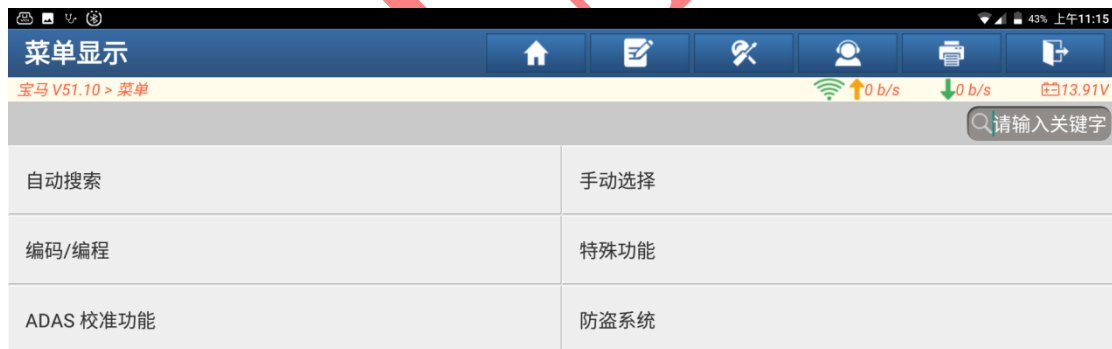 43% 上午11:15
菜单显示
宝马 V51.10 > 菜单 0 b/s 0 b/s 13.91V
请输入关键字
自动搜索 手动选择
编码/编程 特殊功能
ADAS 校准功能 防盗系统